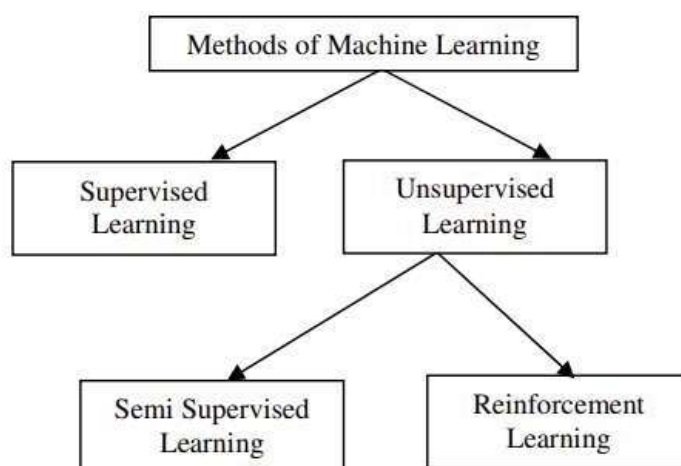 Methods of Machine Learning
Supervised
Learning
Unsupervised
Learning
Semi Supervised
Learning
Reinforcement
Learning